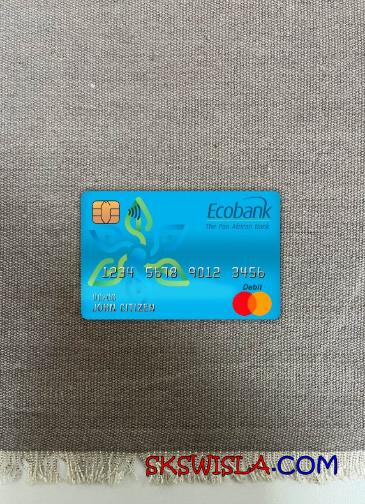 Ecobank
The Pan African Bank
1234 5678 9012 3456
Debit
JOHN CITIZEN
SKSWISLA.COM